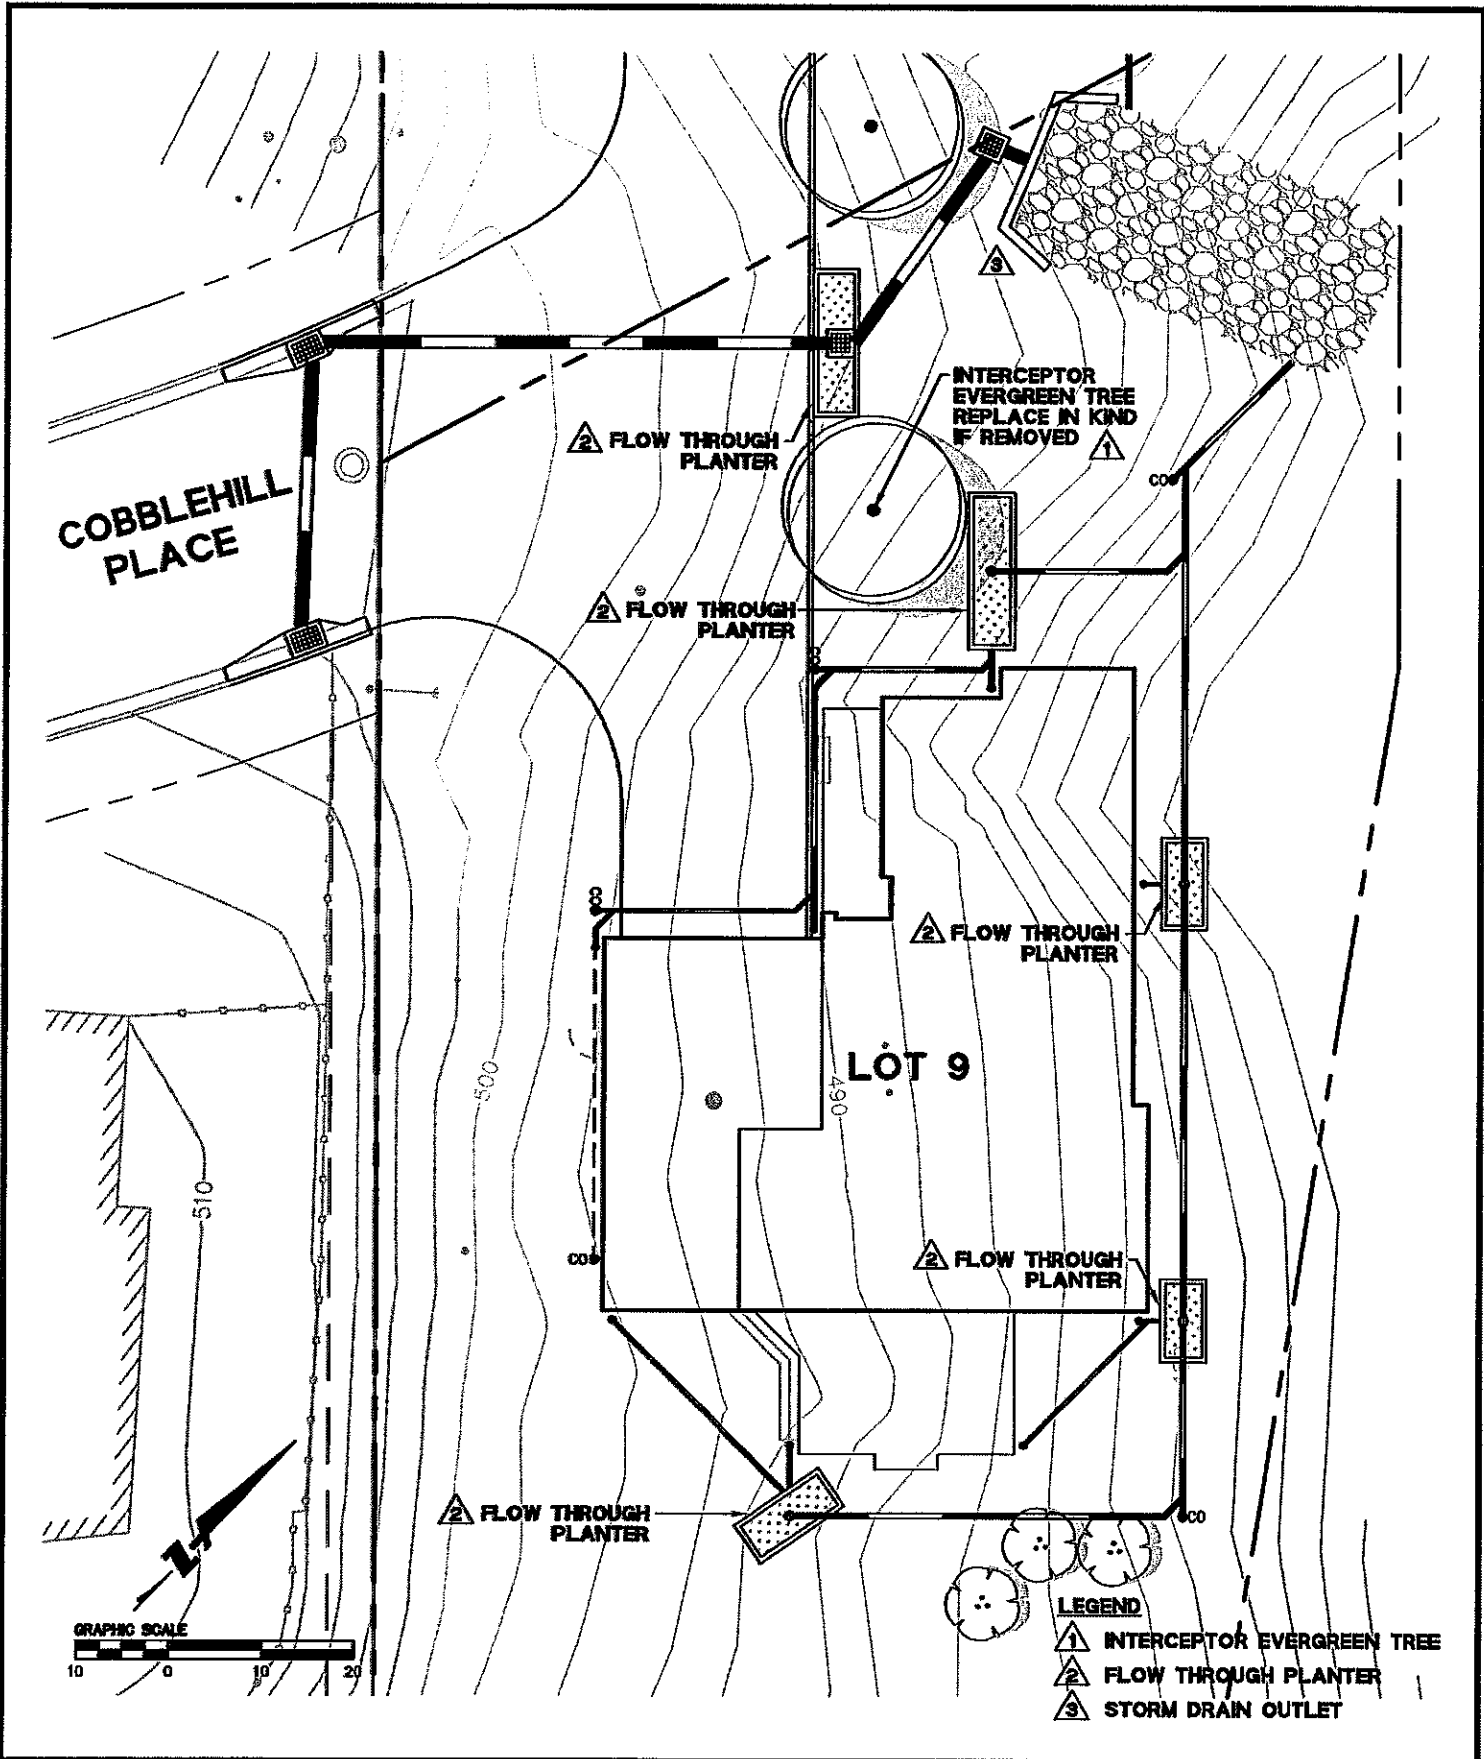 INTERCEPTOR
EVERGREEN TREE
REPLACE IN KIND
IF REMOVED 1
3
2 FLOW THROUGH
PLANTER
CO
COBBLEHILL
PLACE
2 FLOW THROUGH
PLANTER
CO
CO
2 FLOW THROUGH
PLANTER
LOT 9
500
490
510
CO
2 FLOW THROUGH
PLANTER
2 FLOW THROUGH
PLANTER
CO
N
GRAPHIC SCALE
10 0 10 20
LEGEND
1 INTERCEPTOR EVERGREEN TREE
2 FLOW THROUGH PLANTER
3 STORM DRAIN OUTLET